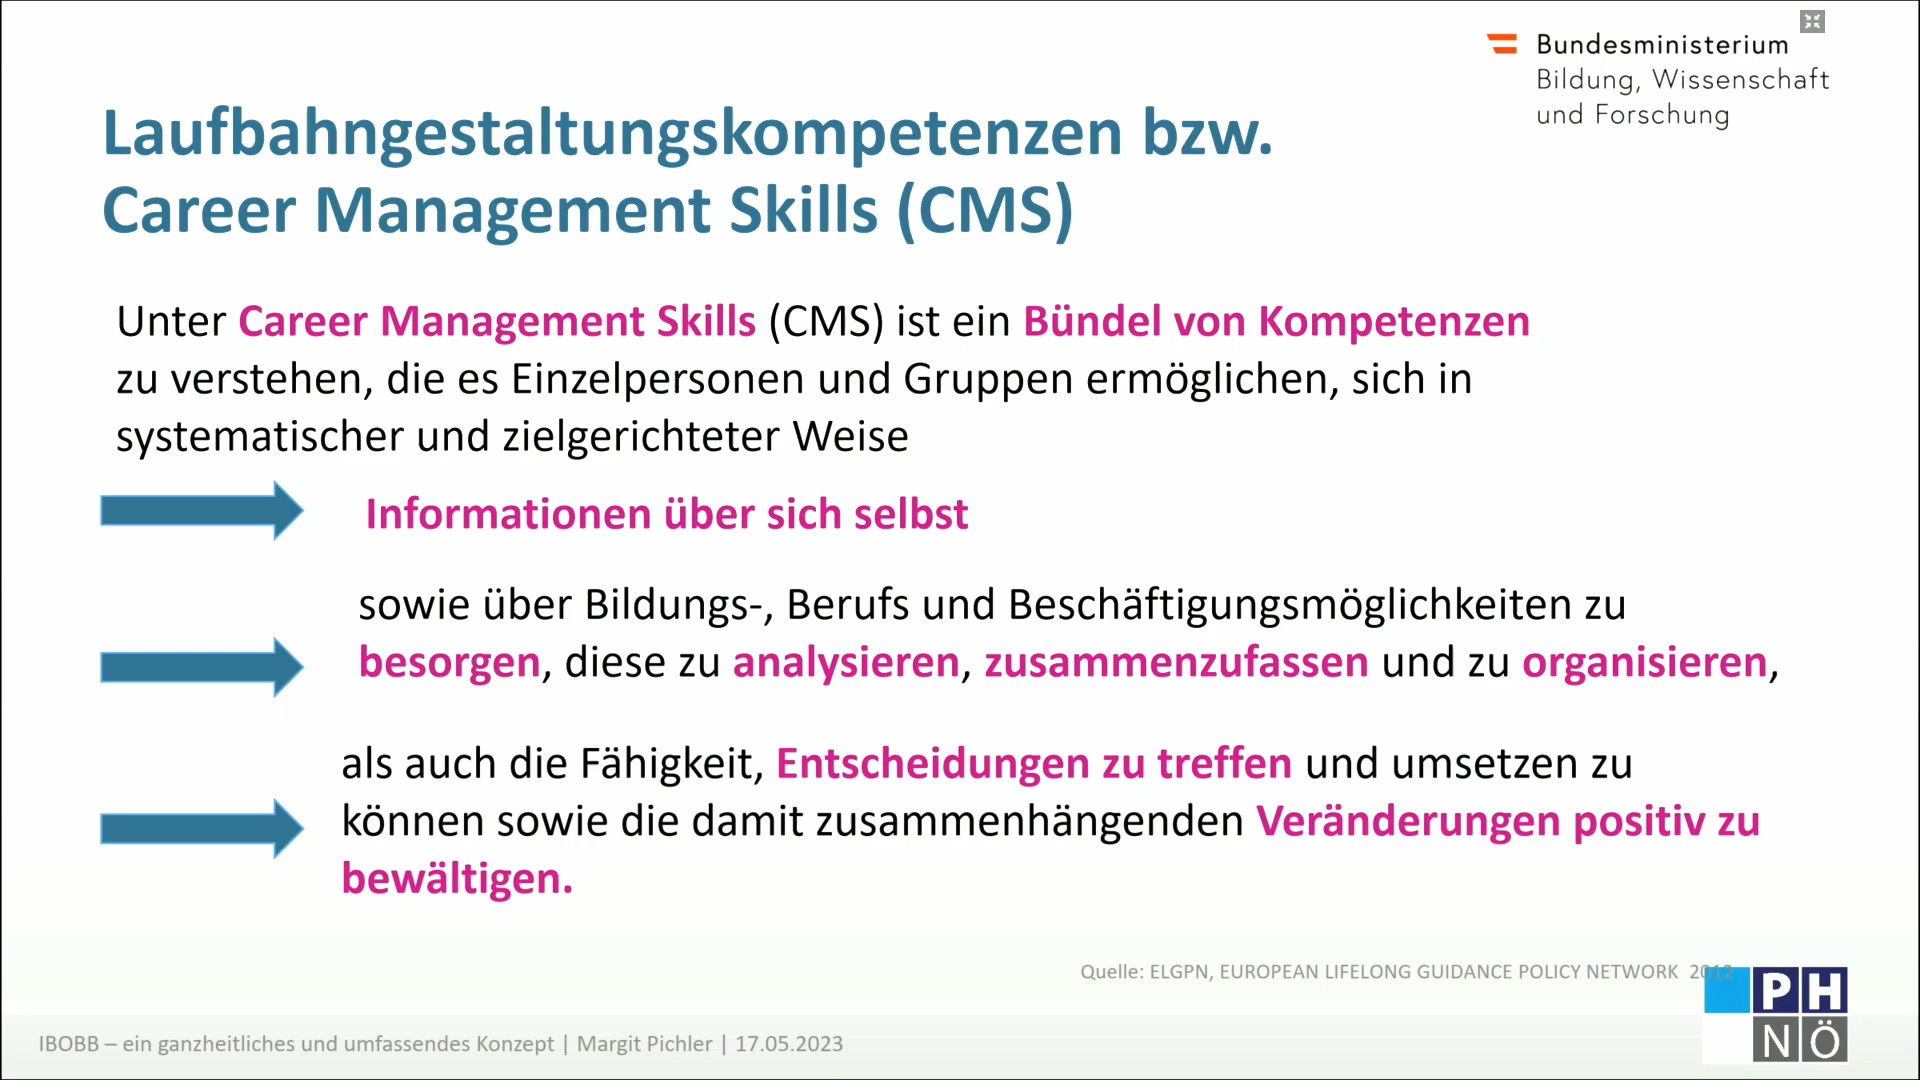 Bundesministerium
Bildung, Wissenschaft
und Forschung
Laufbahngestaltungskompetenzen bzw.
Career Management Skills (CMS)
Unter Career Management Skills (CMS) ist ein Bündel von Kompetenzen
zu verstehen, die es Einzelpersonen und Gruppen ermöglichen, sich in
systematischer und zielgerichteter Weise
Informationen über sich selbst
sowie über Bildungs-, Berufs und Beschäftigungsmöglichkeiten zu
besorgen, diese zu analysieren, zusammenzufassen und zu organisieren,
als auch die Fähigkeit, Entscheidungen zu treffen und umsetzen zu
können sowie die damit zusammenhängenden Veränderungen positiv zu
bewältigen.
Quelle: ELGPN, EUROPEAN LIFELONG GUIDANCE POLICY NETWORK 2012
PH
NÖ
IBOBB – ein ganzheitliches und umfassendes Konzept | Margit Pichler | 17.05.2023